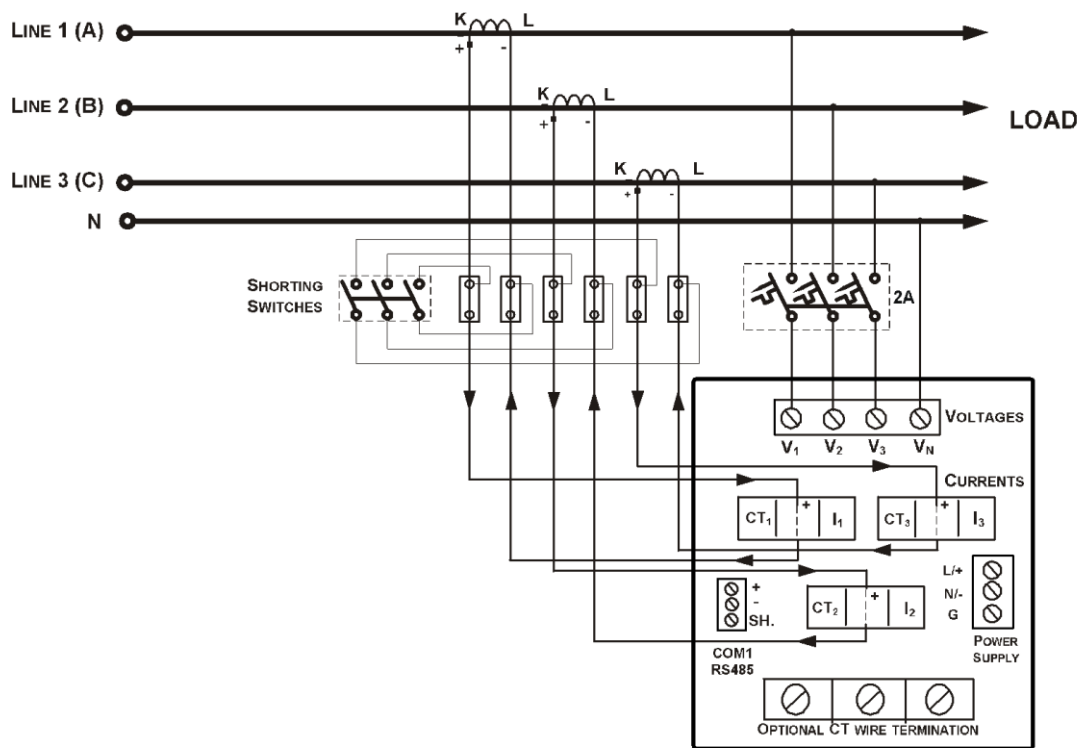 K L
LINE 1 (A)
+ -
K L
LINE 2 (B)
+ -
LOAD
K L
LINE 3 (C)
+ -
N
SHORTING
SWITCHES
2A
VOLTAGES
V1 V2 V3 VN
CURRENTS
CT1 + I1
CT3 + I3
L/+
N/-
G
POWER
SUPPLY
+
-
SH.
COM1
RS485
CT2 + I2
OPTIONAL CT WIRE TERMINATION